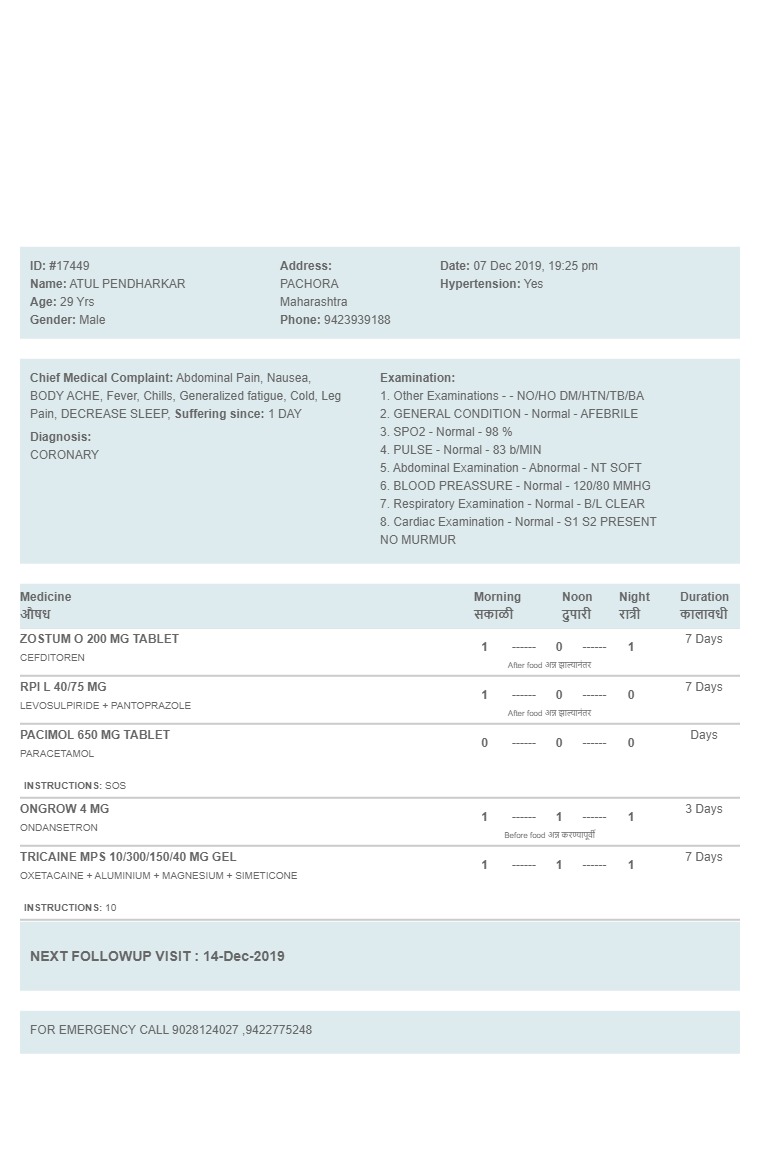 ID: #17449
Name: ATUL PENDHARKAR
Age: 29 Yrs
Gender: Male
Address:
PACHORA
Maharashtra
Phone: 9423939188
Date: 07 Dec 2019, 19:25 pm
Hypertension: Yes
Chief Medical Complaint: Abdominal Pain, Nausea,
BODY ACHE, Fever, Chills, Generalized fatigue, Cold, Leg
Pain, DECREASE SLEEP, Suffering since: 1 DAY
Diagnosis:
CORONARY
Examination:
1. Other Examinations - - NO/HO DM/HTN/TB/BA
2. GENERAL CONDITION - Normal - AFEBRILE
3. SPO2 - Normal - 98 %
4. PULSE - Normal - 83 b/MIN
5. Abdominal Examination - Abnormal - NT SOFT
6. BLOOD PREASSURE - Normal - 120/80 MMHG
7. Respiratory Examination - Normal - B/L CLEAR
8. Cardiac Examination - Normal - S1 S2 PRESENT
NO MURMUR
Medicine Morning Noon Night Duration
औषध सकाळी दुपारी रात्री कालावधी
ZOSTUM O 200 MG TABLET 1 ------ 0 ------ 1 7 Days
CEFDITOREN
After food अन्न झाल्यानंतर
RPI L 40/75 MG 1 ------ 0 ------ 0 7 Days
LEVOSULPIRIDE + PANTOPRAZOLE
After food अन्न झाल्यानंतर
PACIMOL 650 MG TABLET 0 ------ 0 ------ 0 Days
PARACETAMOL
INSTRUCTIONS: SOS
ONGROW 4 MG 1 ------ 1 ------ 1 3 Days
ONDANSETRON
Before food अन्न करण्यापूर्वी
TRICAINE MPS 10/300/150/40 MG GEL 1 ------ 1 ------ 1 7 Days
OXETACAINE + ALUMINIUM + MAGNESIUM + SIMETICONE
INSTRUCTIONS: 10
NEXT FOLLOWUP VISIT : 14-Dec-2019
FOR EMERGENCY CALL 9028124027 ,9422775248